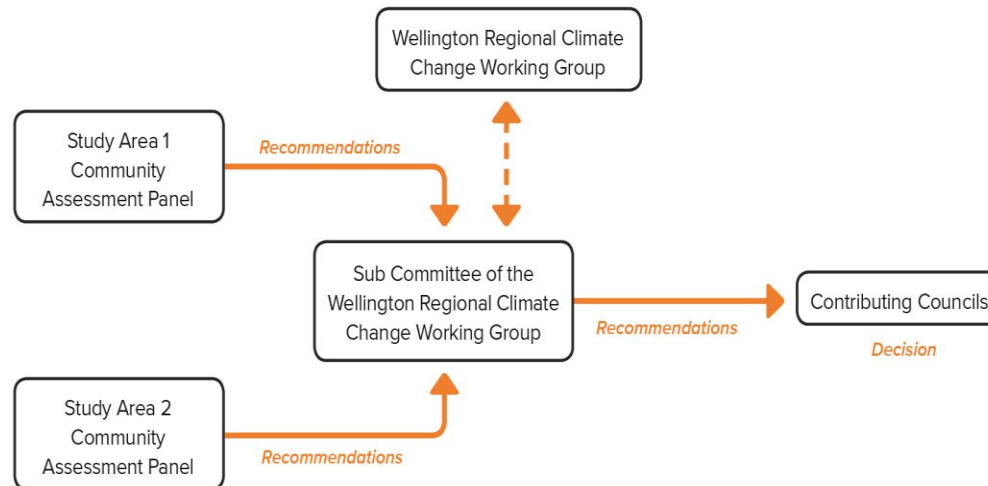 Wellington Regional Climate
Change Working Group
Study Area 1
Community
Assessment Panel
Recommendations
Sub Committee of the
Wellington Regional Climate
Change Working Group
Recommendations
Contributing Councils
Decision
Study Area 2
Community
Assessment Panel
Recommendations